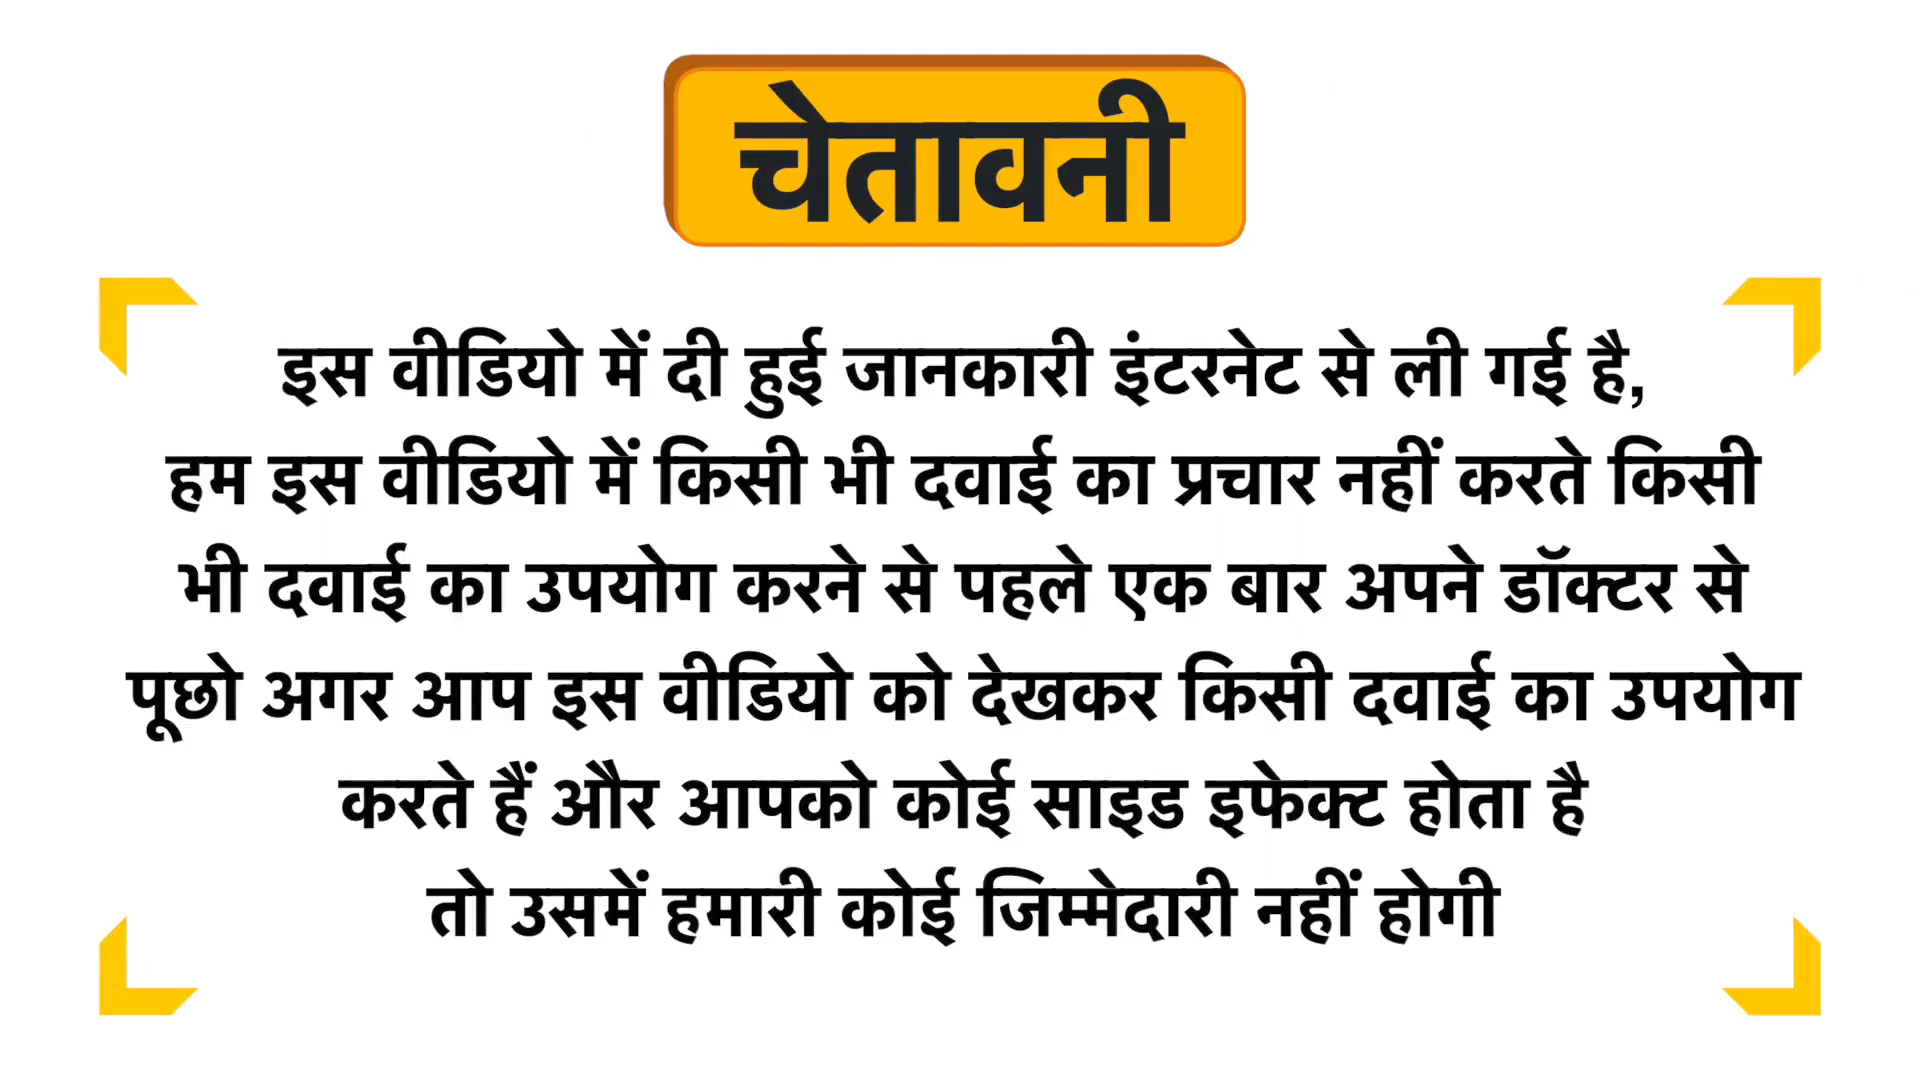 चेतावनी
इस वीडियो में दी हुई जानकारी इंटरनेट से ली गई है,
हम इस वीडियो में किसी भी दवाई का प्रचार नहीं करते किसी
भी दवाई का उपयोग करने से पहले एक बार अपने डॉक्टर से
पूछो अगर आप इस वीडियो को देखकर किसी दवाई का उपयोग
करते हैं और आपको कोई साइड इफेक्ट होता है
तो उसमें हमारी कोई जिम्मेदारी नहीं होगी